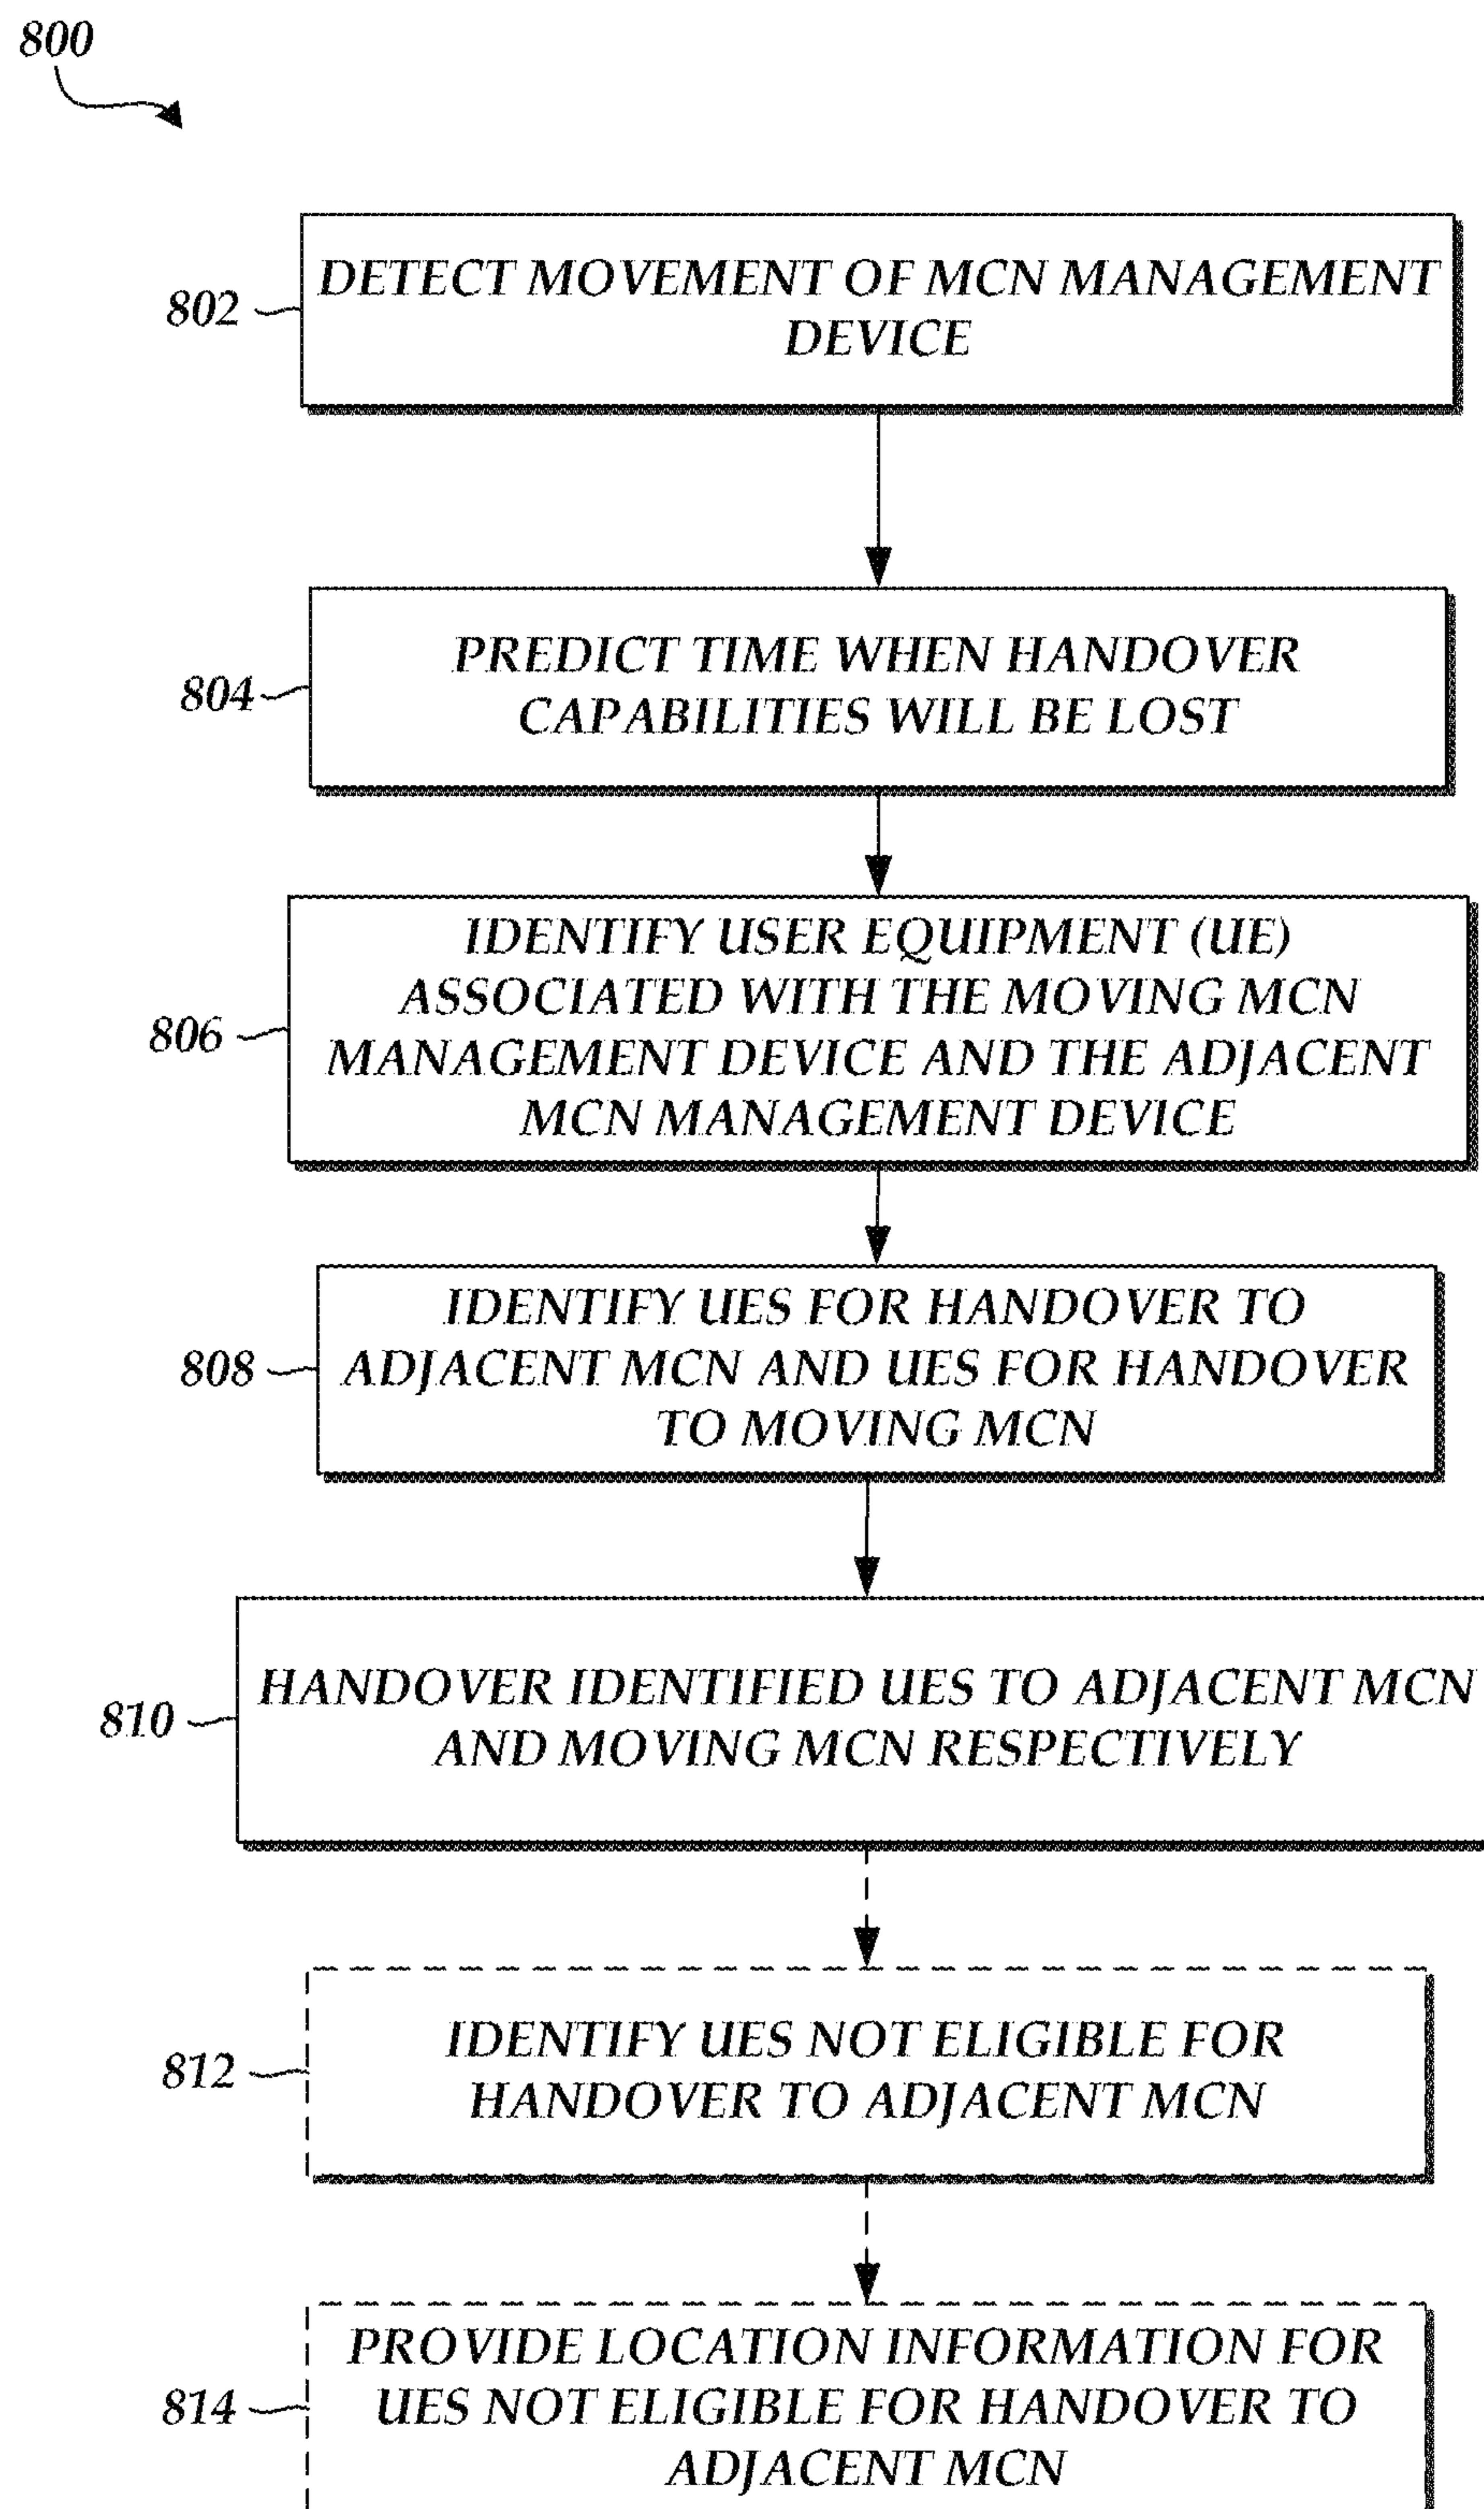 800
802
DETECT MOVEMENT OF MCN MANAGEMENT
DEVICE
804
PREDICT TIME WHEN HANDOVER
CAPABILITIES WILL BE LOST
806
IDENTIFY USER EQUIPMENT (UE)
ASSOCIATED WITH THE MOVING MCN
MANAGEMENT DEVICE AND THE ADJACENT
MCN MANAGEMENT DEVICE
808
IDENTIFY UES FOR HANDOVER TO
ADJACENT MCN AND UES FOR HANDOVER
TO MOVING MCN
810
HANDOVER IDENTIFIED UES TO ADJACENT MCN
AND MOVING MCN RESPECTIVELY
812
IDENTIFY UES NOT ELIGIBLE FOR
HANDOVER TO ADJACENT MCN
814
PROVIDE LOCATION INFORMATION FOR
UES NOT ELIGIBLE FOR HANDOVER TO
ADJACENT MCN